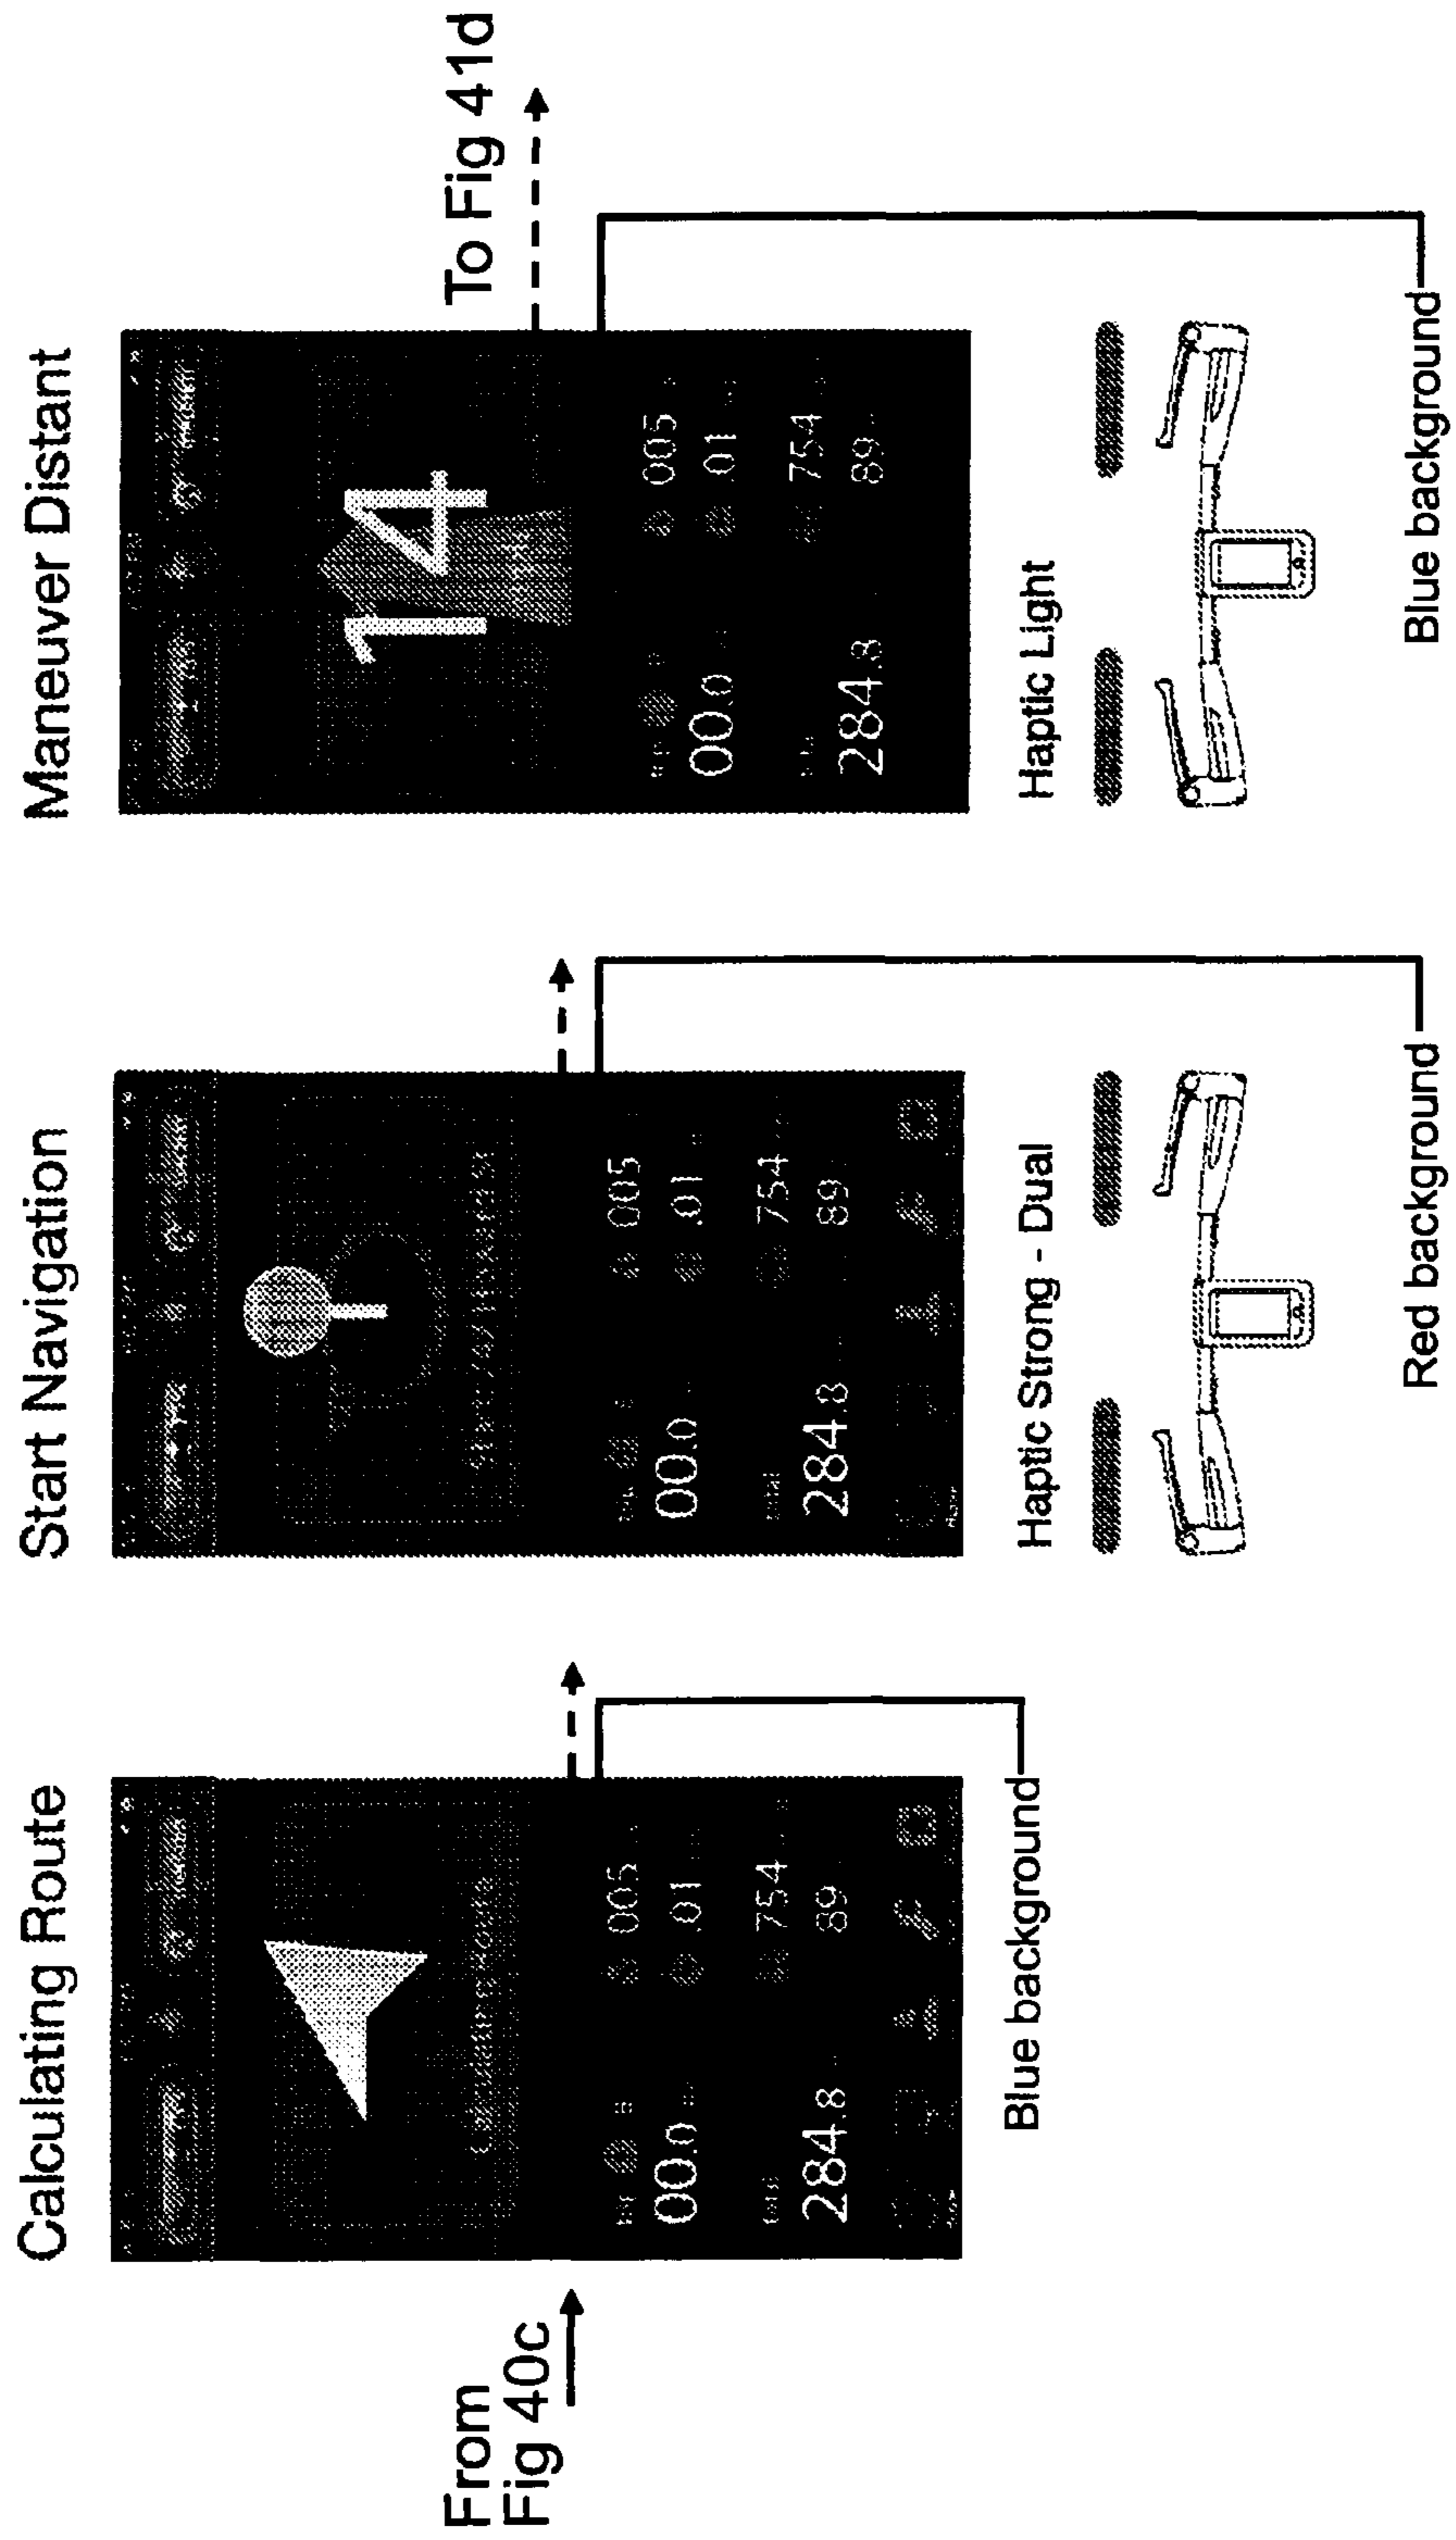 From
Fig 40c
Calculating Route
00.0
005
.01
284.8
754
89
Blue background
Start Navigation
00.0
005
.01
284.8
754
89
Haptic Strong - Dual
Red background
Maneuver Distant
14
00.0
005
.01
284.8
754
89
Haptic Light
Blue background
To Fig 41d